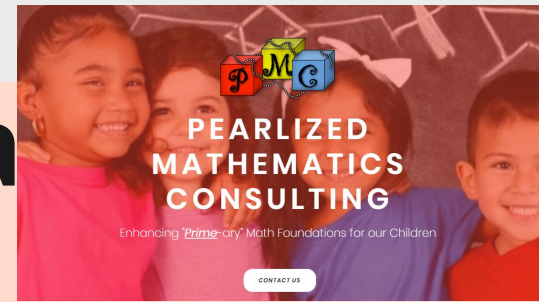 P M C
PEARLIZED
MATHEMATICS
CONSULTING
Enhancing "Prime-ary" Math Foundations for our Children
CONTACT US